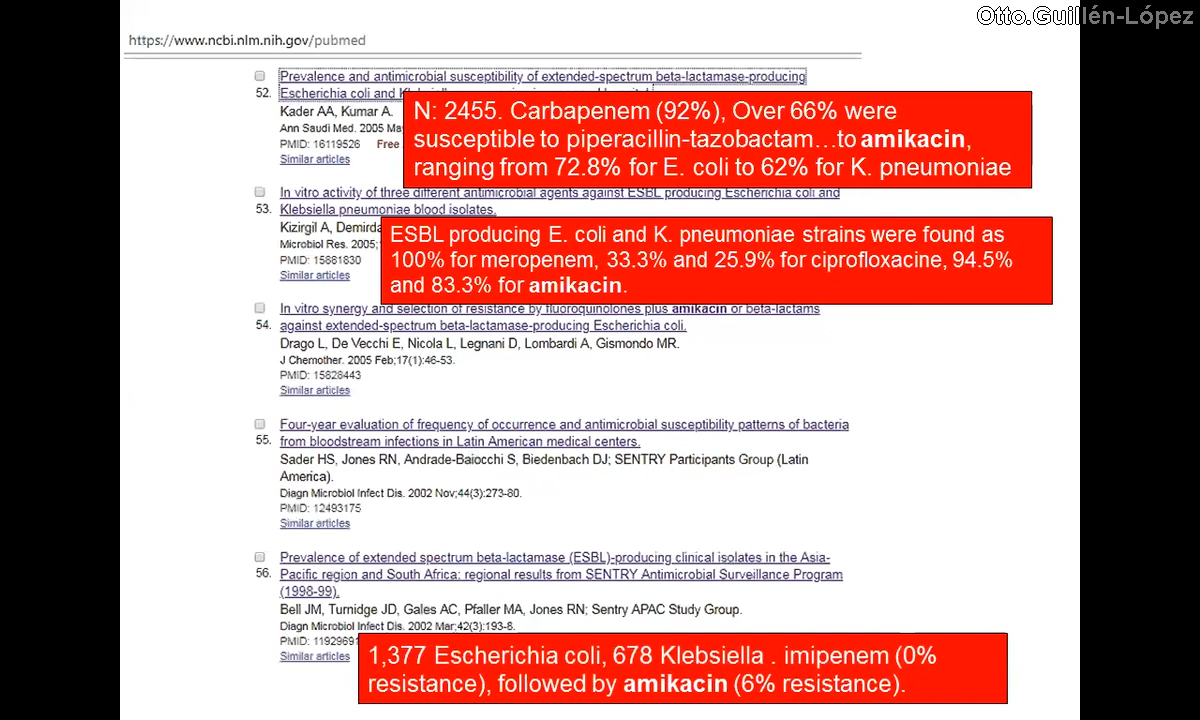 Otto.Guillén-López
https://www.ncbi.nlm.nih.gov/pubmed
Prevalence and antimicrobial susceptibility of extended-spectrum beta-lactamase-producing
52. Escherichia coli and
Kader AA, Kumar A.
Ann Saudi Med. 2005
PMID: 16119526 Free
Similar articles
N: 2455. Carbapenem (92%), Over 66% were
susceptible to piperacillin-tazobactam…to amikacin,
ranging from 72.8% for E. coli to 62% for K. pneumoniae
In vitro activity of three different antimicrobial agents against ESBL producing Escherichia coli and
53. Klebsiella pneumoniae blood isolates.
Kizirgil A,
Microbiol Res. 2005;
PMID: 15881830
Similar articles
ESBL producing E. coli and K. pneumoniae strains were found as
100% for meropenem, 33.3% and 25.9% for ciprofloxacine, 94.5%
and 83.3% for amikacin.
In vitro synergy and selection of resistance by fluoroquinolones plus amikacin or beta-lactams
54. against extended-spectrum beta-lactamase-producing Escherichia coli.
Drago L, De Vecchi E, Nicola L, Legnani D, Lombardi A, Gismondo MR.
J Chemother. 2005 Feb;17(1):46-53.
PMID: 15828443
Similar articles
Four-year evaluation of frequency of occurrence and antimicrobial susceptibility patterns of bacteria
55. from bloodstream infections in Latin American medical centers.
Sader HS, Jones RN, Andrade-Baiocchi S, Biedenbach DJ; SENTRY Participants Group (Latin
America).
Diagn Microbiol Infect Dis. 2002 Nov;44(3):273-80.
PMID: 12493175
Similar articles
Prevalence of extended spectrum beta-lactamase (ESBL)-producing clinical isolates in the Asia-
56. Pacific region and South Africa: regional results from SENTRY Antimicrobial Surveillance Program
(1998-99).
Bell JM, Turnidge JD, Gales AC, Pfaller MA, Jones RN; Sentry APAC Study Group.
Diagn Microbiol Infect Dis. 2002 Mar;42(3):193-8.
PMID: 11929691
Similar articles
1,377 Escherichia coli, 678 Klebsiella . imipenem (0%
resistance), followed by amikacin (6% resistance).